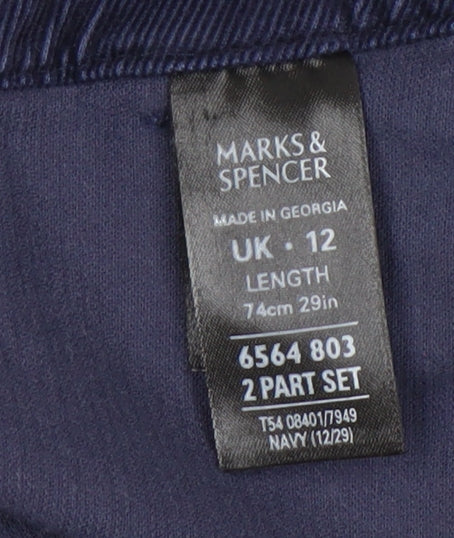 MARKS &
SPENCER
MADE IN GEORGIA
UK • 12
LENGTH
74cm 29in
6564 803
2 PART SET
T54 08401/7949
NAVY (12/29)